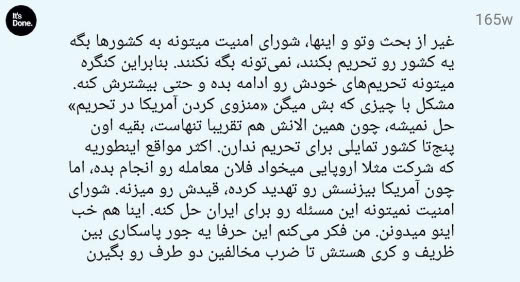 It's
Done.
165w
غیر از بحث وتو و اینها، شورای امنیت میتونه به کشورها بگه
یه کشور رو تحریم بکنند، نمی‌تونه بگه نکنند. بنابراین کنگره
میتونه تحریم‌های خودش رو ادامه بده و حتی بیشترش کنه.
مشکل با چیزی که بش میگن «منزوی کردن آمریکا در تحریم»
حل نمیشه، چون همین الانش هم تقریبا تنهاست، بقیه اون
پنج‌تا کشور تمایلی برای تحریم ندارن. اکثر مواقع اینطوریه
که شرکت مثلا اروپایی میخواد فلان معامله رو انجام بده، اما
چون آمریکا بیزنسش رو تهدید کرده، قیدش رو میزنه. شورای
امنیت نمیتونه این مسئله رو برای ایران حل کنه. اینا هم خب
اینو میدونن. من فکر می‌کنم این حرفا یه جور پاسکاری بین
ظریف و کری هستش تا ضرب مخالفین دو طرف رو بگیرن